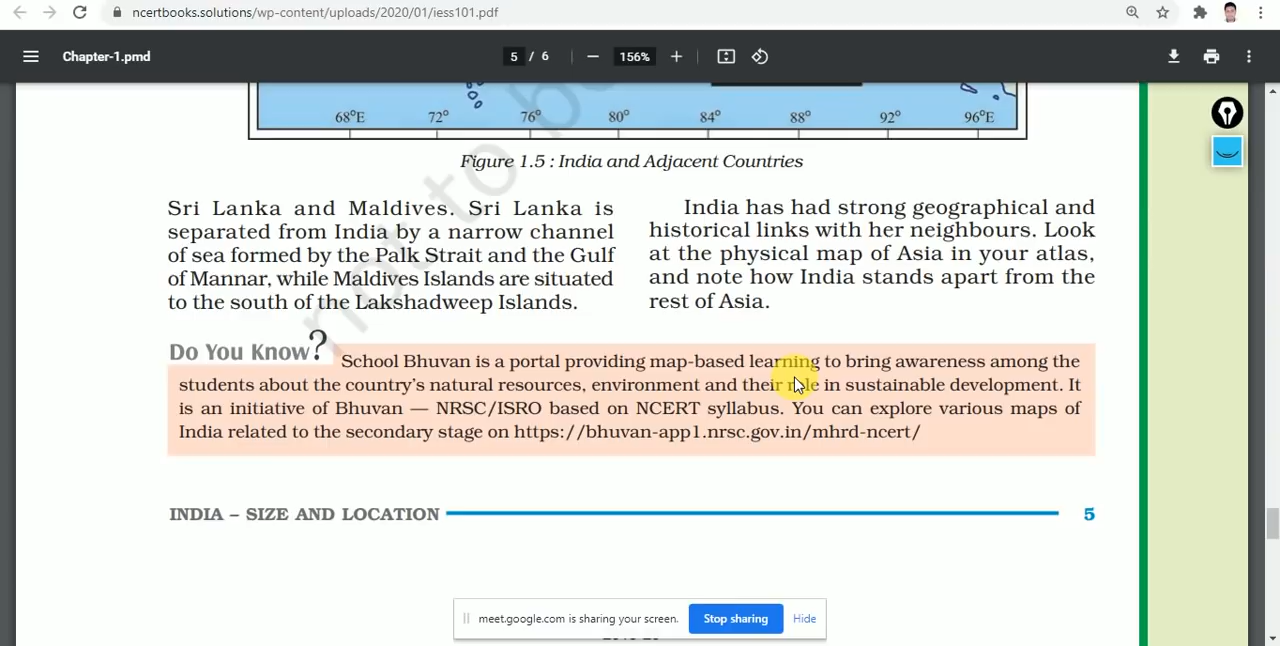 ncertbooks.solutions/wp-content/uploads/2020/01/iess101.pdf
Chapter-1.pmd
5 / 6
156%
68°E 72° 76° 80° 84° 88° 92° 96°E
Figure 1.5 : India and Adjacent Countries
Sri Lanka and Maldives. Sri Lanka is
separated from India by a narrow channel
of sea formed by the Palk Strait and the Gulf
of Mannar, while Maldives Islands are situated
to the south of the Lakshadweep Islands.
India has had strong geographical and
historical links with her neighbours. Look
at the physical map of Asia in your atlas,
and note how India stands apart from the
rest of Asia.
not to b
Do You Know?
School Bhuvan is a portal providing map-based learning to bring awareness among the
students about the country's natural resources, environment and their role in sustainable development. It
is an initiative of Bhuvan — NRSC/ISRO based on NCERT syllabus. You can explore various maps of
India related to the secondary stage on https://bhuvan-app1.nrsc.gov.in/mhrd-ncert/
INDIA – SIZE AND LOCATION 5
meet.google.com is sharing your screen.
Stop sharing
Hide